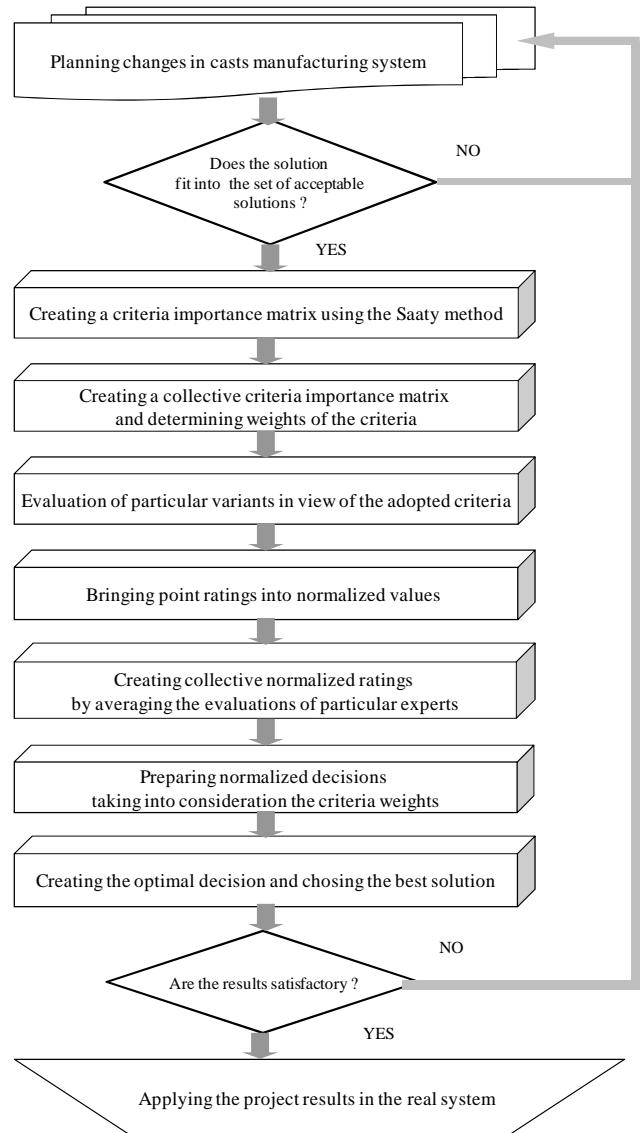 Planning changes in casts manufacturing system
Does the solution
fit into the set of acceptable
solutions ?
NO
YES
Creating a criteria importance matrix using the Saaty method
Creating a collective criteria importance matrix
and determining weights of the criteria
Evaluation of particular variants in view of the adopted criteria
Bringing point ratings into normalized values
Creating collective normalized ratings
by averaging the evaluations of particular experts
Preparing normalized decisions
taking into consideration the criteria weights
Creating the optimal decision and chosing the best solution
NO
Are the results satisfactory ?
YES
Applying the project results in the real system